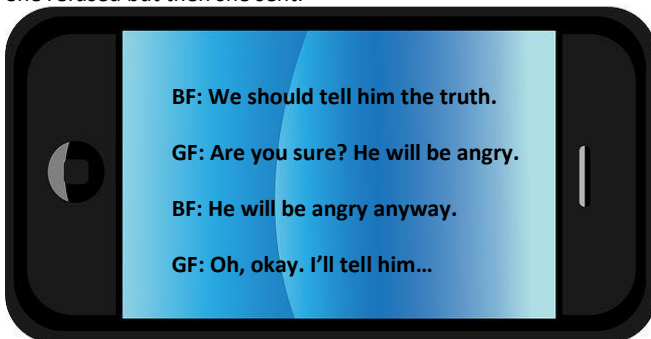 BF: We should tell him the truth.
GF: Are you sure? He will be angry.
BF: He will be angry anyway.
GF: Oh, okay. I’ll tell him…